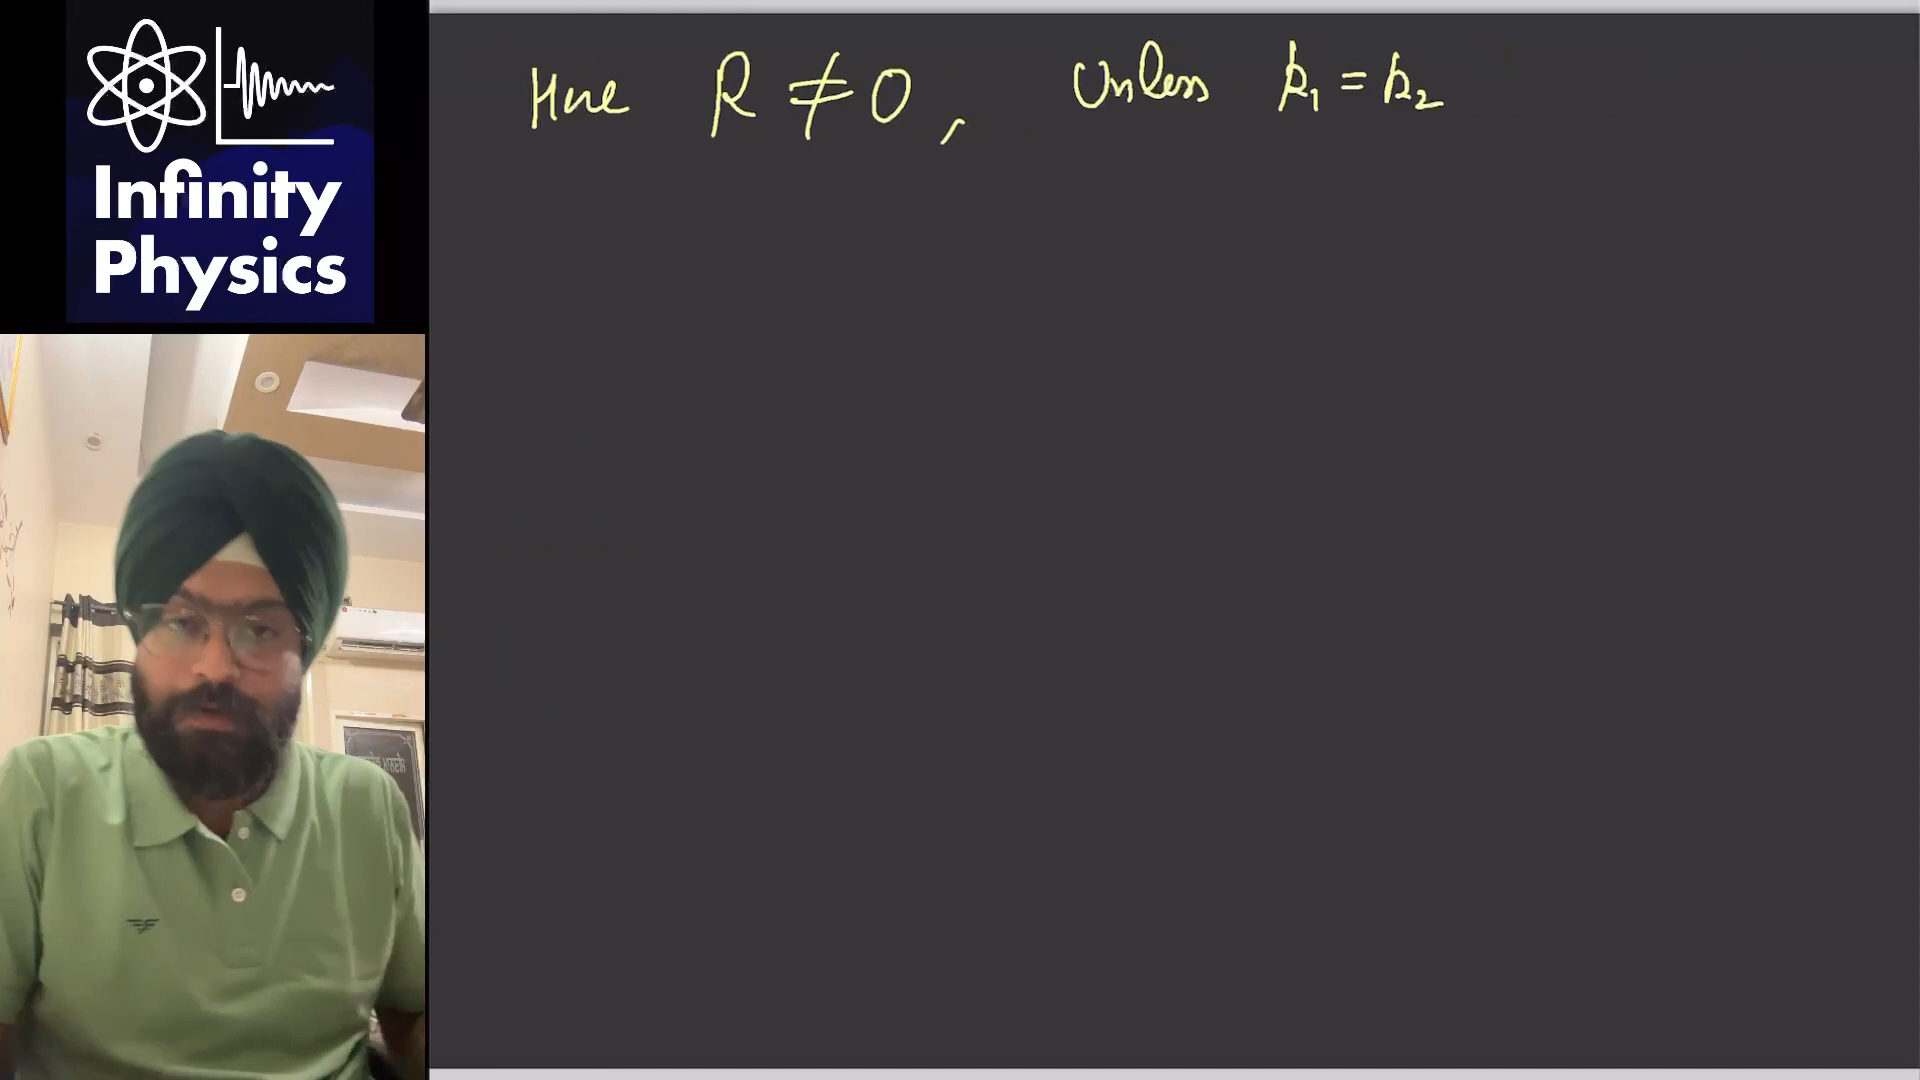 Infinity
Physics
Here R ≠ 0, Unless k₁ = k₂